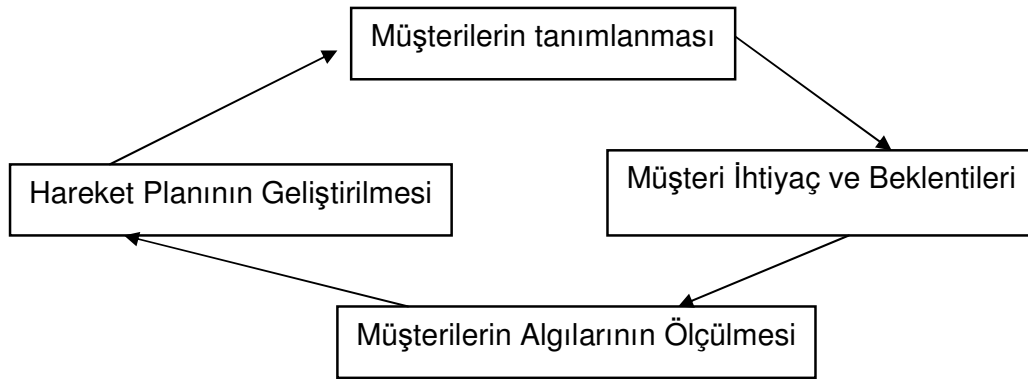 Müşterilerin tanımlanması
Müşteri İhtiyaç ve Beklentileri
Müşterilerin Algılarının Ölçülmesi
Hareket Planının Geliştirilmesi